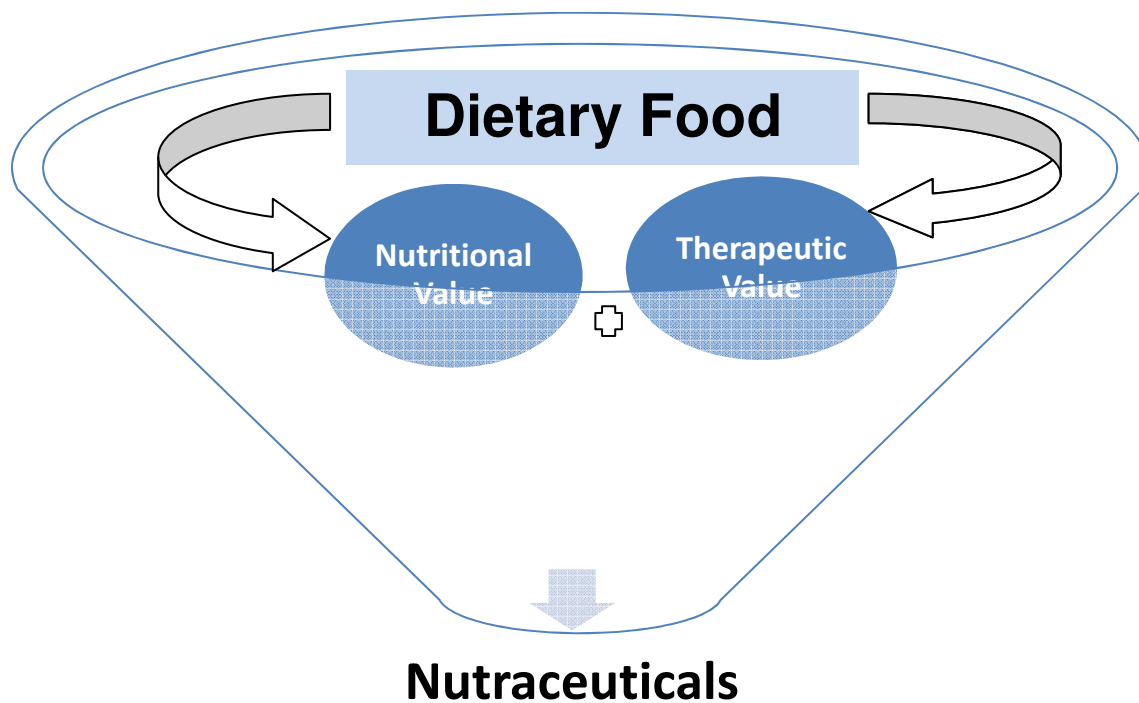 Dietary Food
Nutritional
Value
Therapeutic
Value
Nutraceuticals